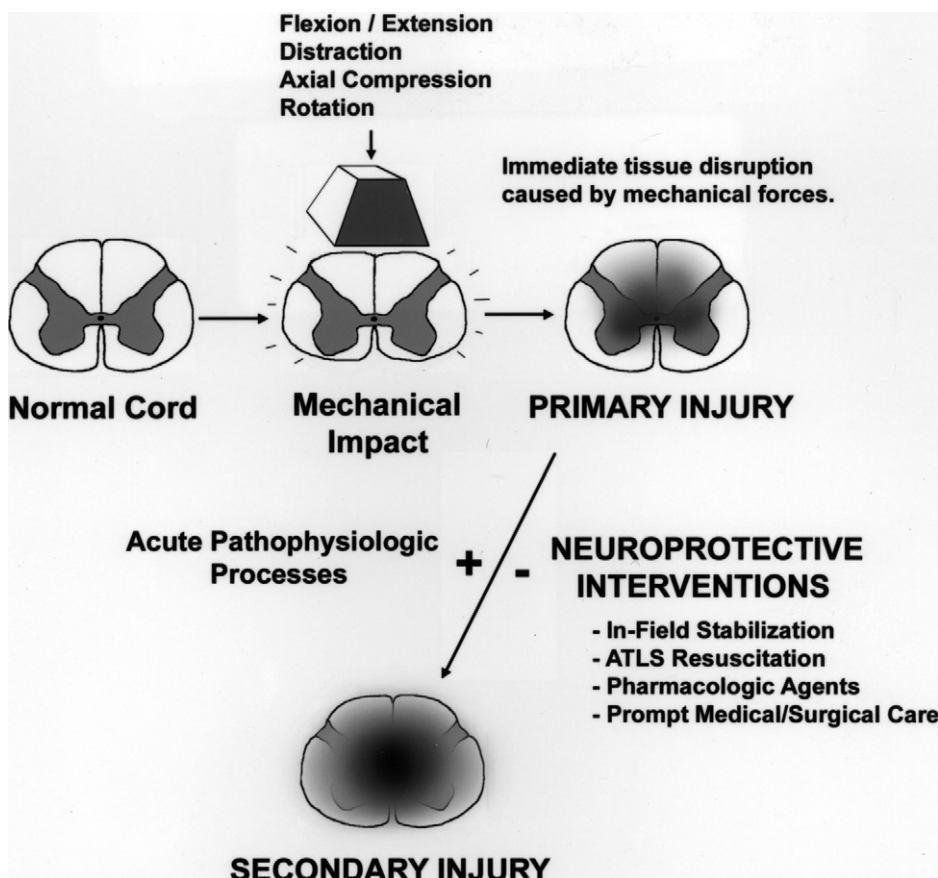 Flexion / Extension
Distraction
Axial Compression
Rotation
Immediate tissue disruption
caused by mechanical forces.
Normal Cord
Mechanical
Impact
PRIMARY INJURY
Acute Pathophysiologic
Processes
+
-
NEUROPROTECTIVE
INTERVENTIONS
- In-Field Stabilization
- ATLS Resuscitation
- Pharmacologic Agents
- Prompt Medical/Surgical Care
SECONDARY INJURY